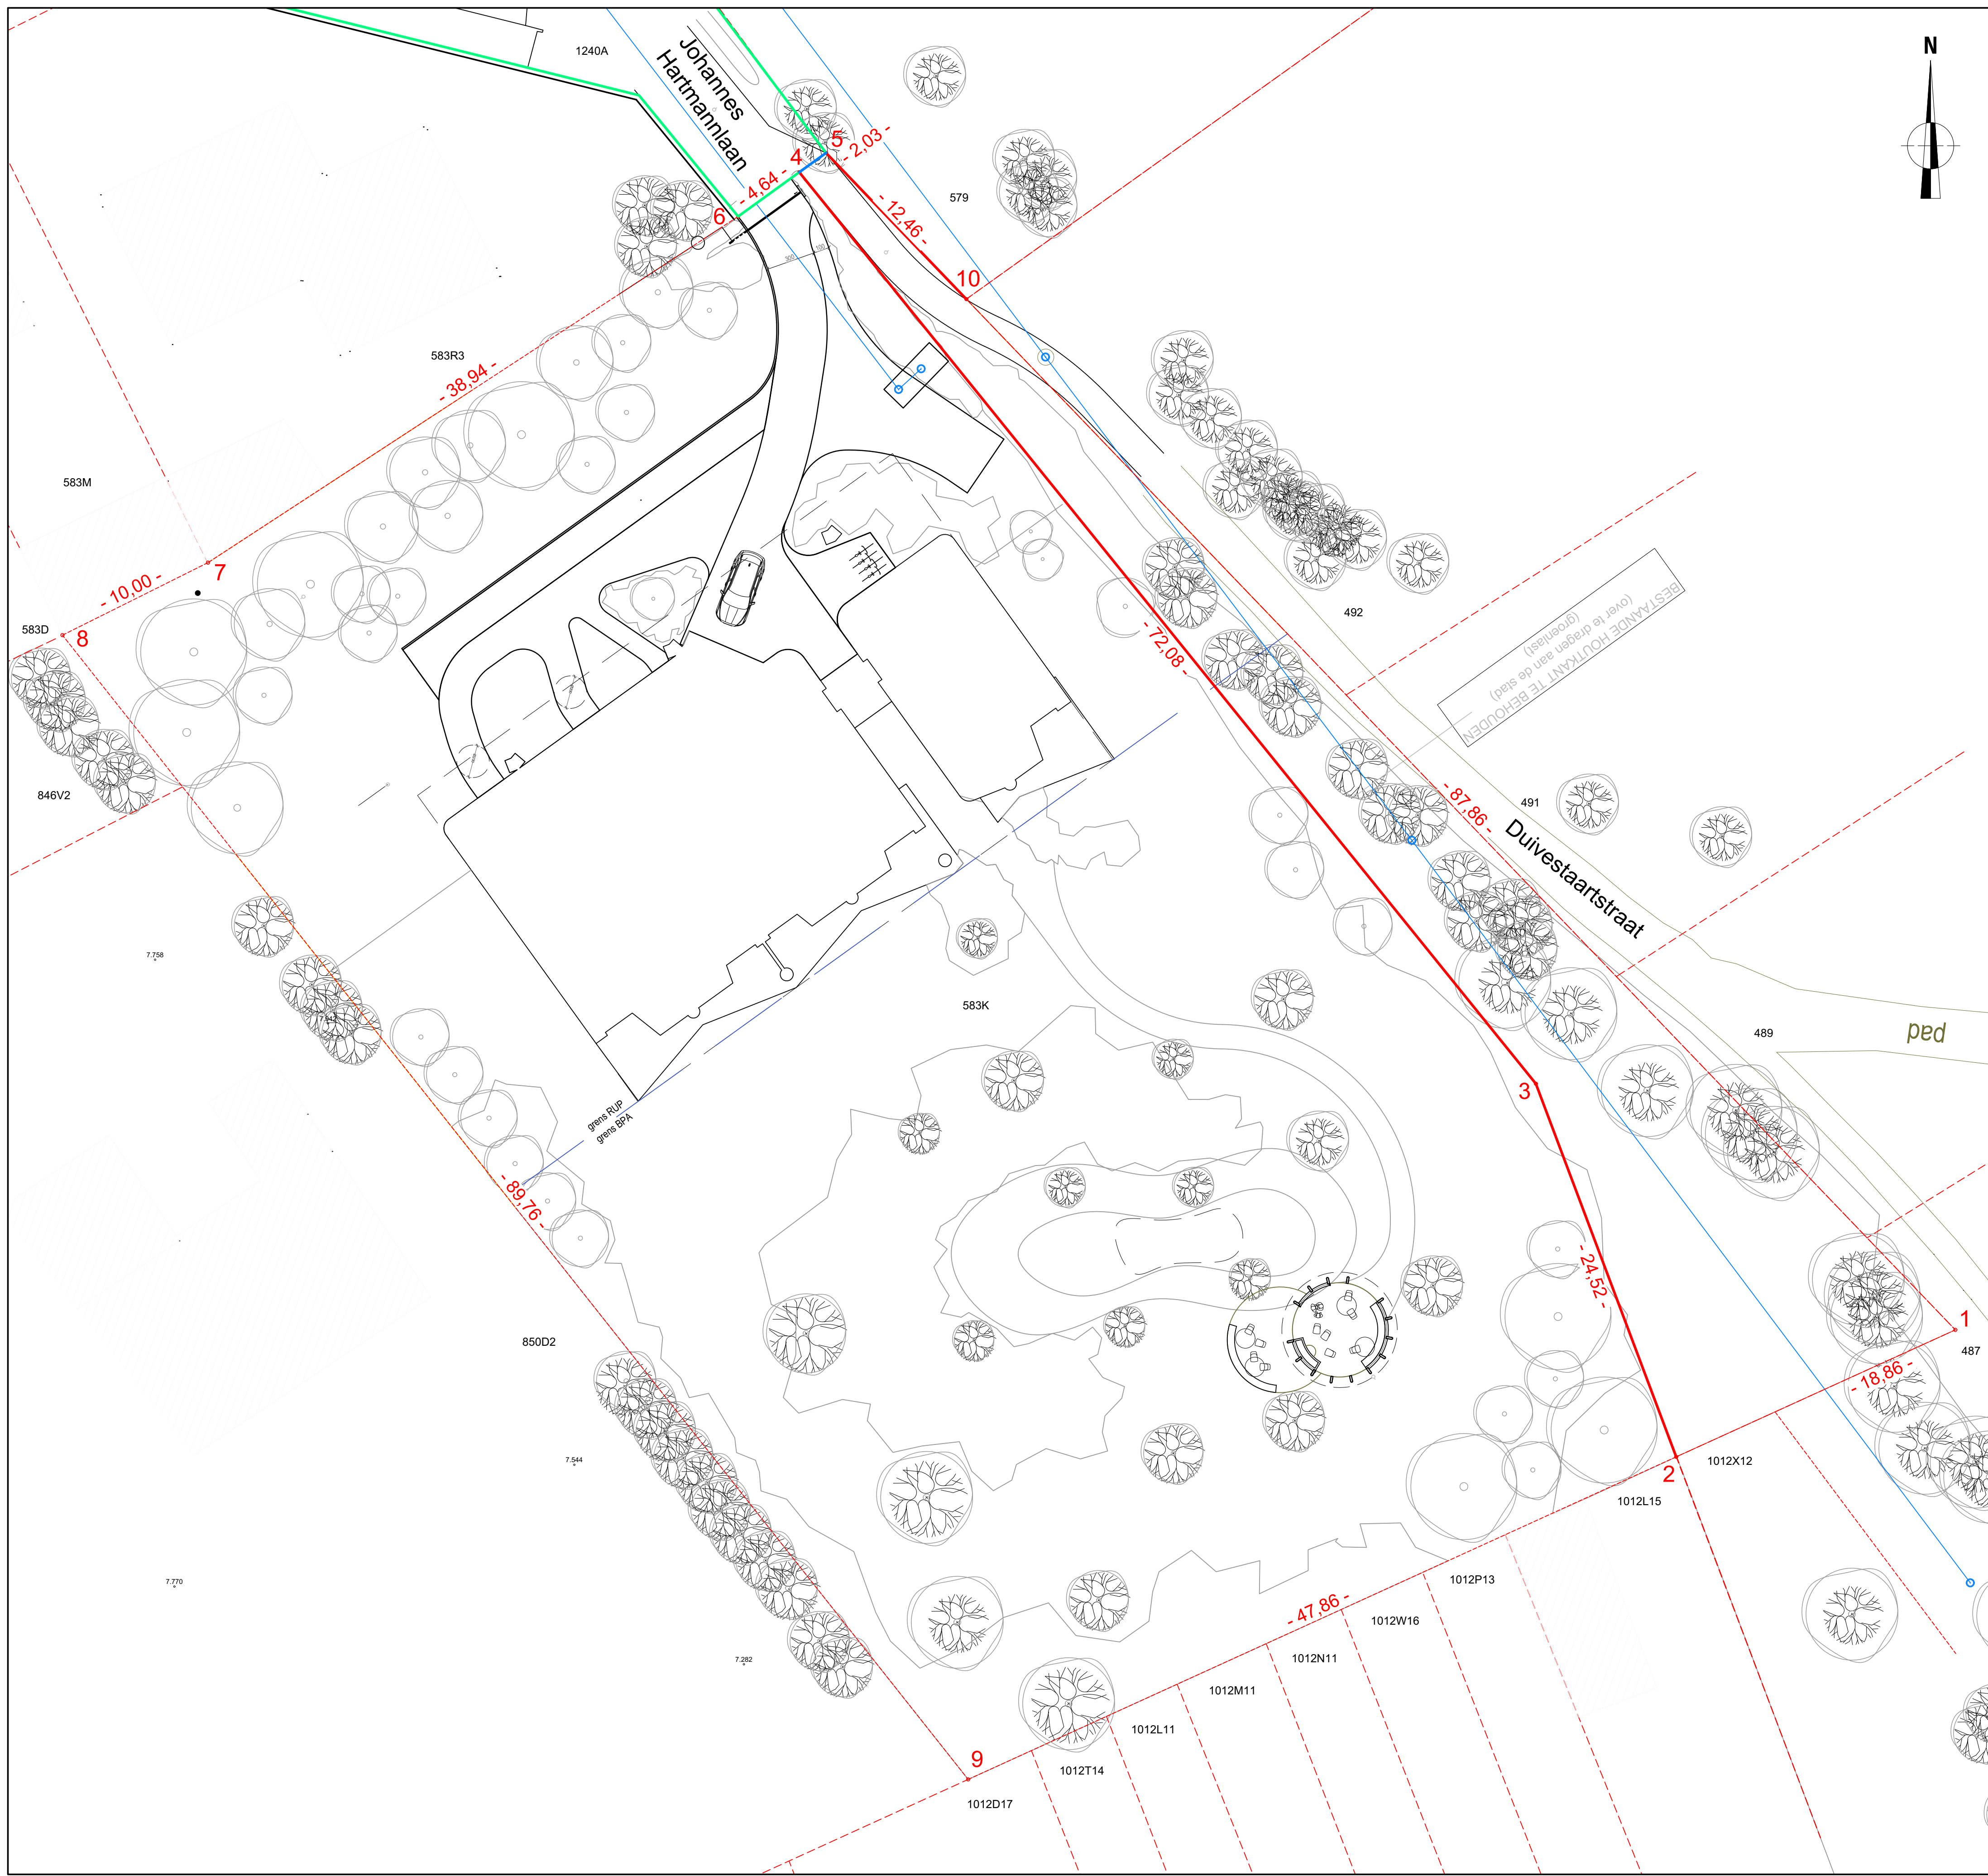 N
1240A
Johannes
Hartmannlaan
5
- 2,03 -
4
- 4,64 -
6
579
- 12,46 -
10
300
100
583R3
- 38,94 -
583M
- 10,00 -
7
583D
8
492
BESTAANDE HOUTKANT TE BEHOUDEN
(over te dragen aan de stad)
(groenlast)
- 72,08 -
846V2
491
- 87,86 -
Duivestaartstraat
7.758
583K
489
pad
3
grens RUP
grens BPA
- 89,76 -
- 24,52 -
1
487
850D2
- 18,86 -
2
1012X12
7.544
1012L15
7.770
1012P13
- 47,86 -
1012W16
1012N11
7.282
1012M11
1012L11
9
1012T14
1012D17